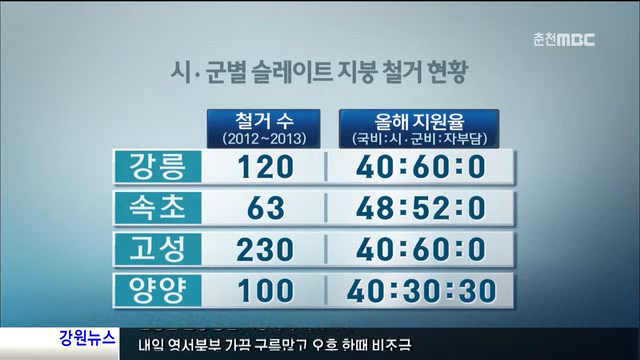 춘천MBC
시·군별 슬레이트 지붕 철거 현황
철거 수 올해 지원율
(2012~2013) (국비:시·군비:자부담)
강릉 120 40:60:0
속초 63 48:52:0
고성 230 40:60:0
양양 100 40:30:30
강원뉴스
내일 영서북부 가끔 구름많고 오후 한때 비조금